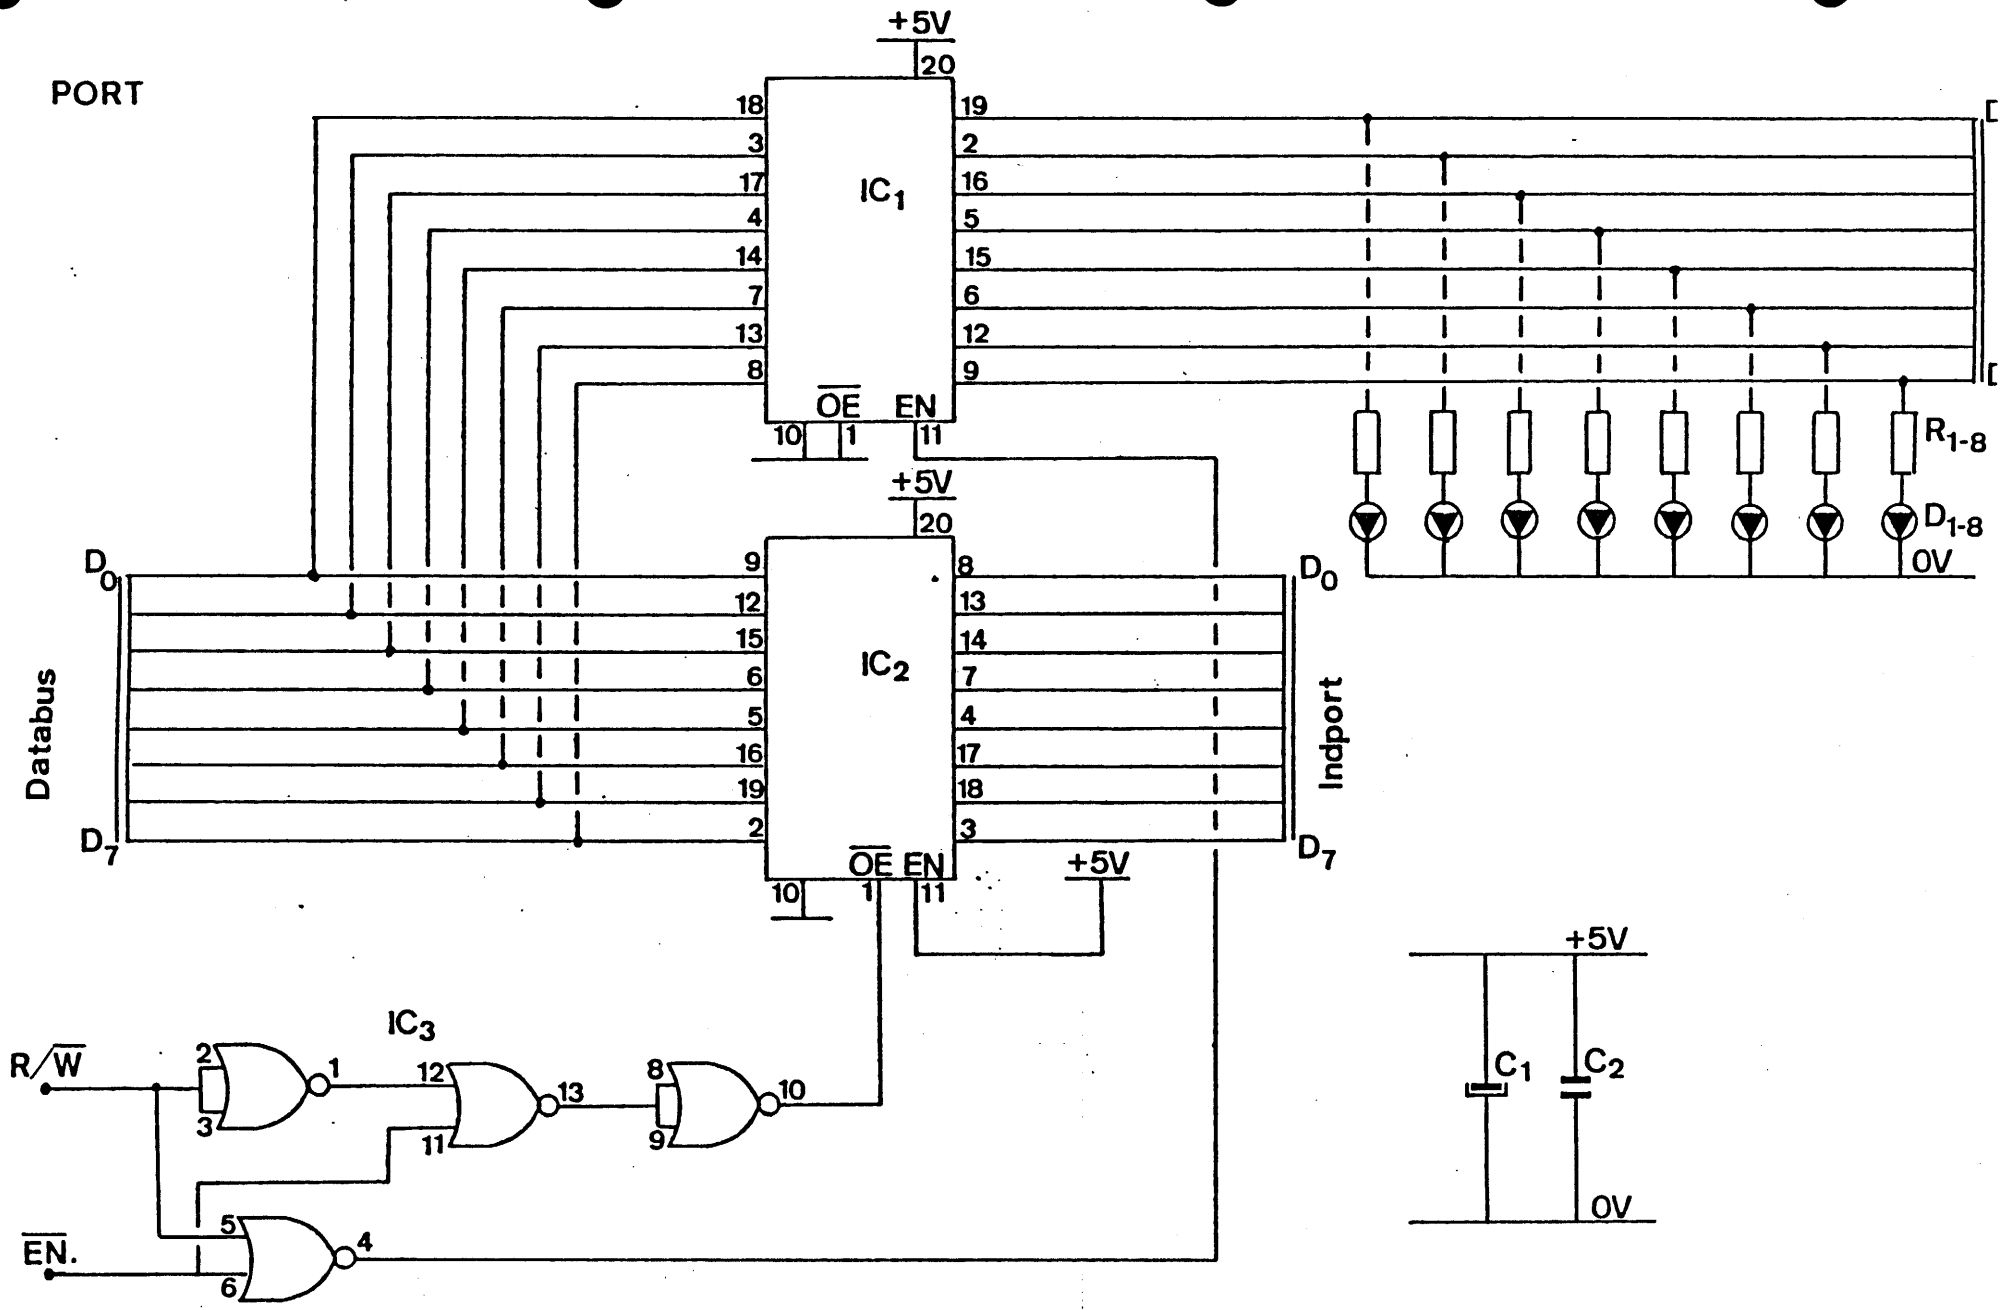 PORT
+5V
20
18
3
17
4
14
7
13
8
IC1
19
2
16
5
15
6
12
9
OE EN
10
1
11
R1-8
D1-8
0V
+5V
20
D0
D7
Databus
9
12
15
6
5
16
19
2
IC2
8
13
14
7
4
17
18
3
D0
D7
Indport
OE EN
10
1
11
+5V
IC3
R/W
2
3
1
12
11
13
8
9
10
EN.
5
6
4
+5V
C1
C2
0V